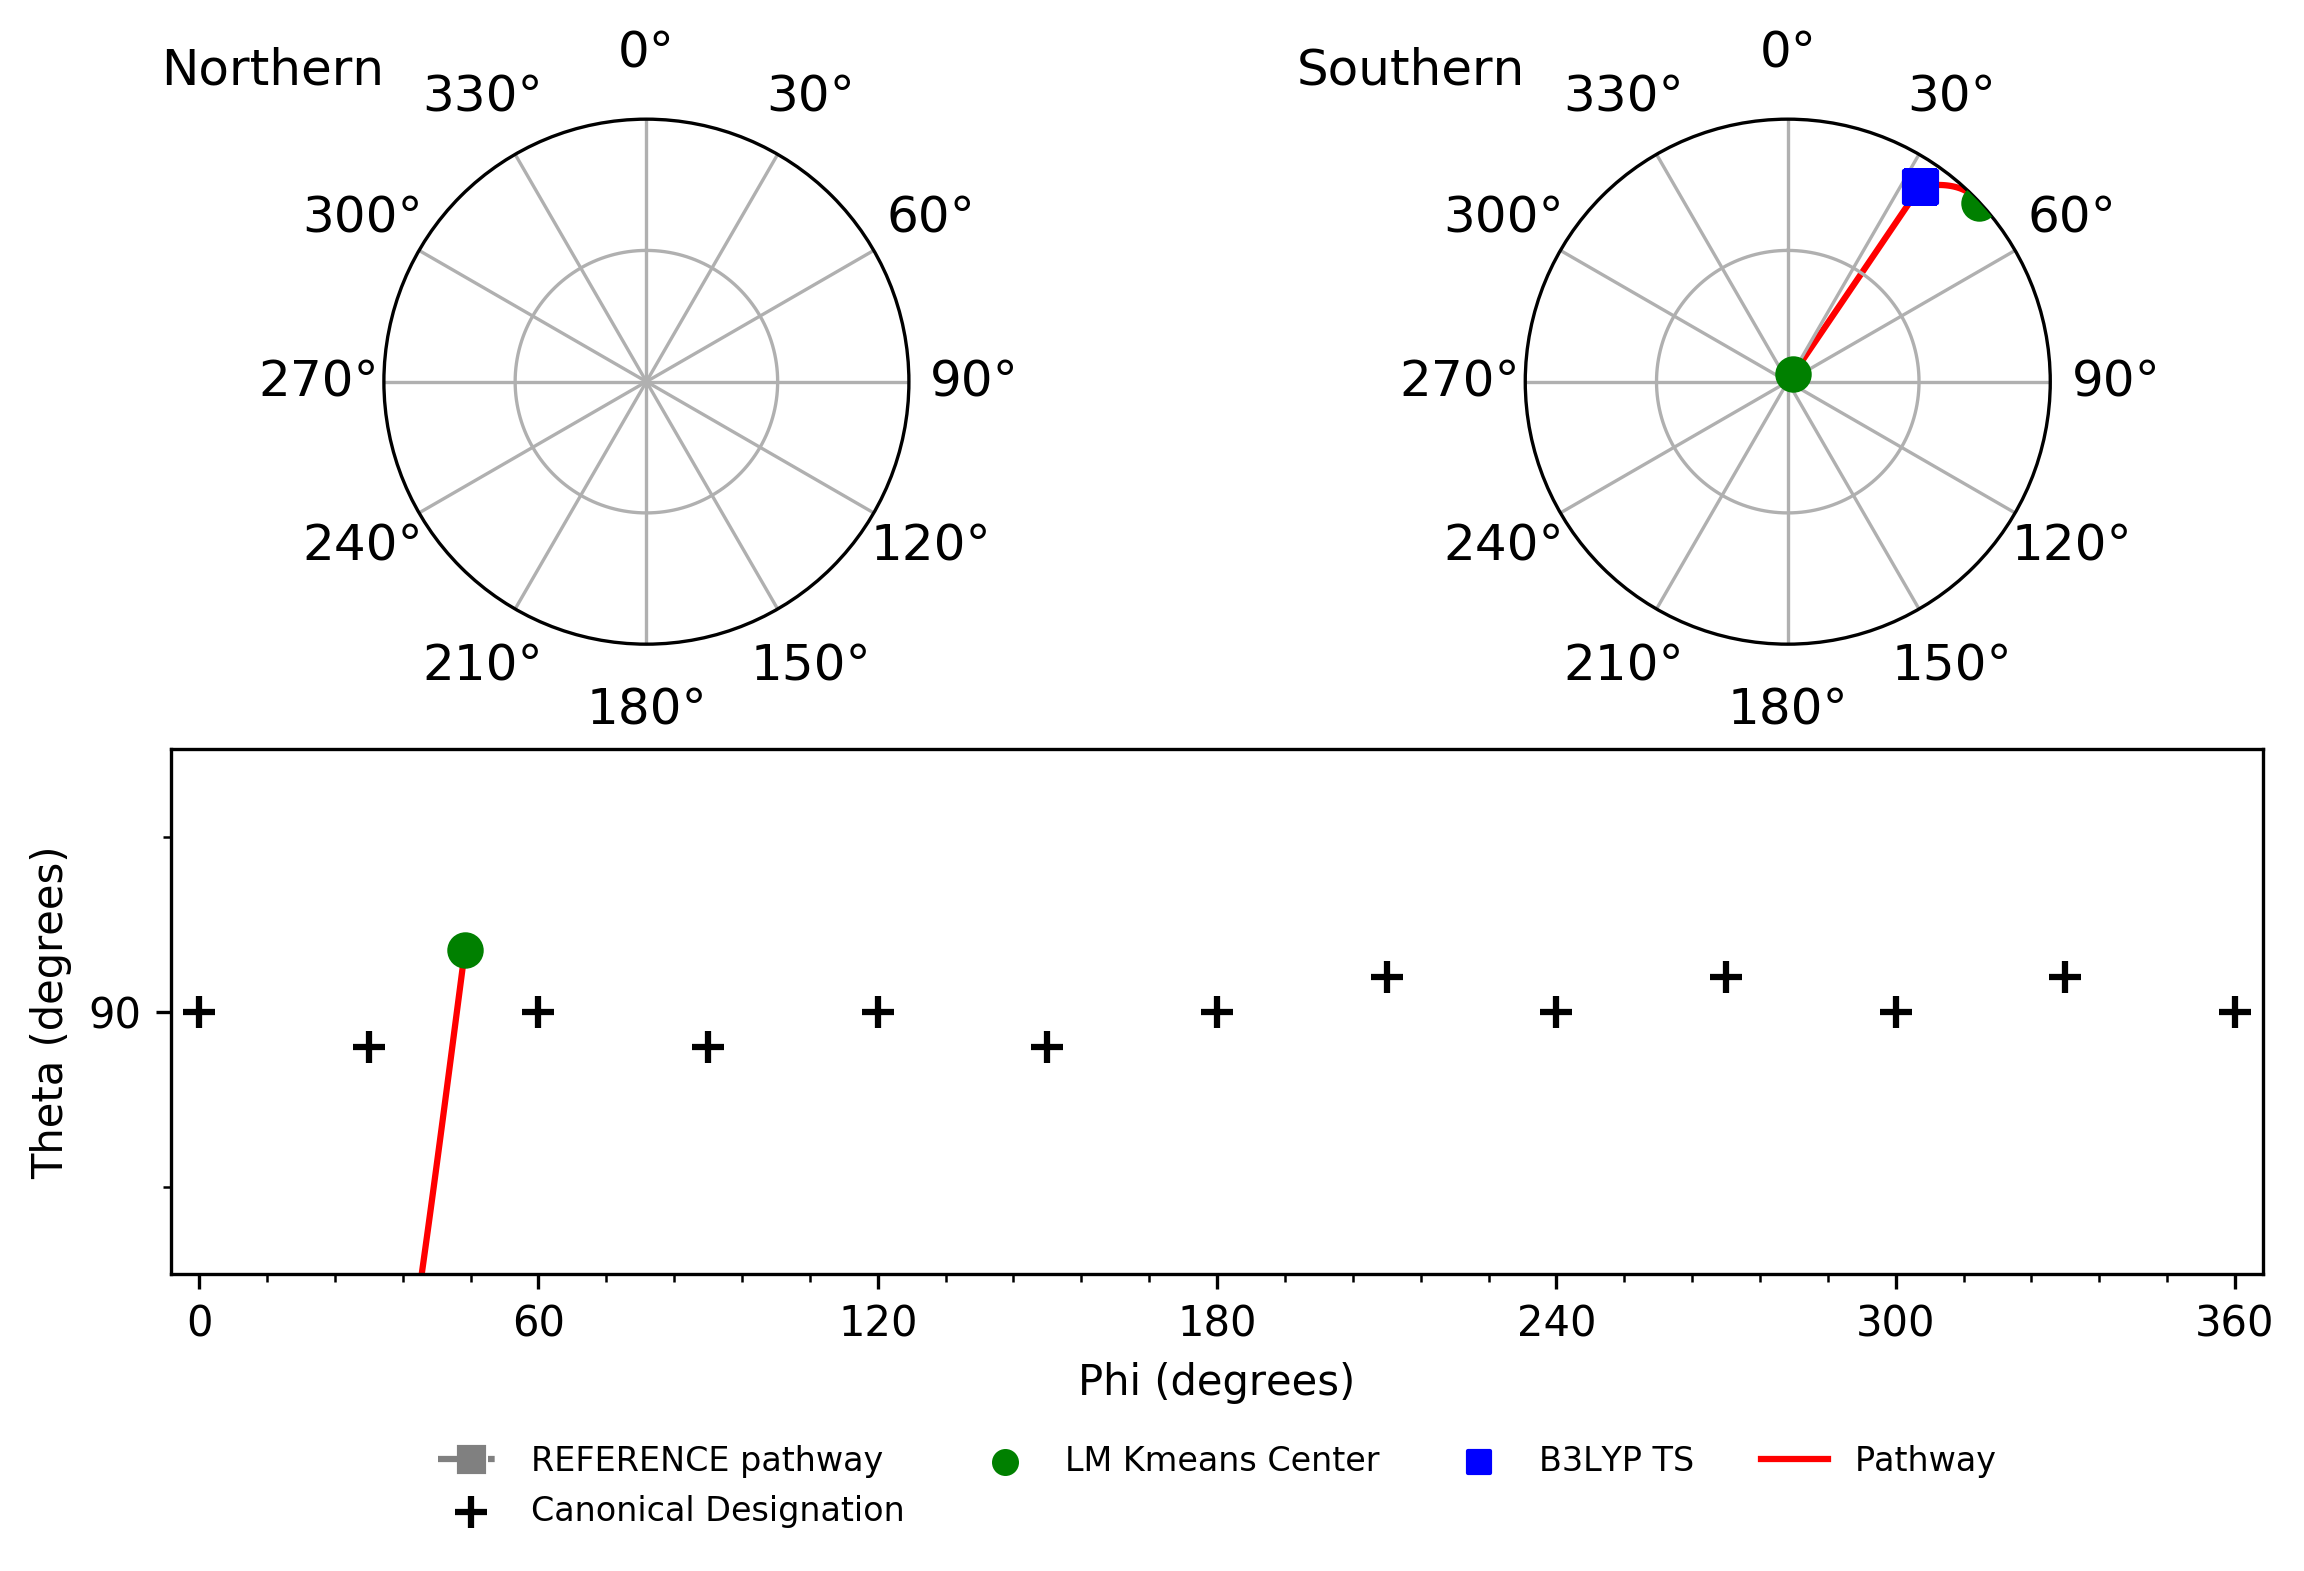 Northern
0°
330°
30°
300°
60°
270°
90°
240°
120°
210°
150°
180°
Southern
0°
330°
30°
300°
60°
270°
90°
240°
120°
210°
150°
180°
Theta (degrees)
90
0 60 120 180 240 300 360
Phi (degrees)
REFERENCE pathway
Canonical Designation
LM Kmeans Center
B3LYP TS
Pathway